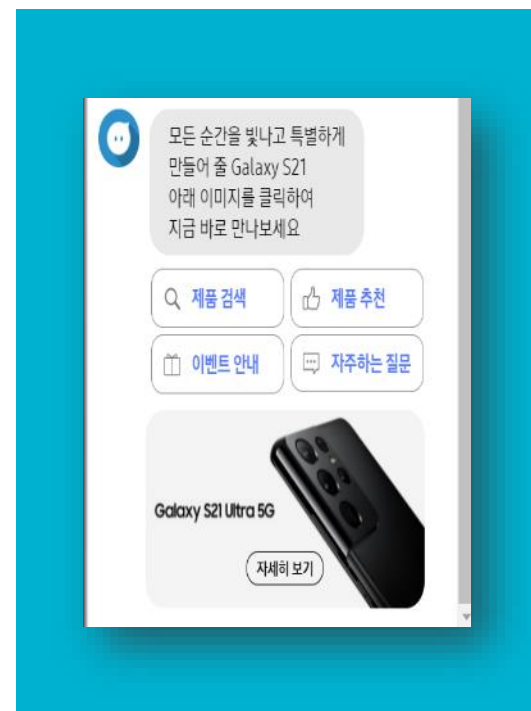 모든 순간을 빛나고 특별하게
만들어 줄 Galaxy S21
아래 이미지를 클릭하여
지금 바로 만나보세요
제품 검색
제품 추천
이벤트 안내
자주하는 질문
Galaxy S21 Ultra 5G
자세히 보기